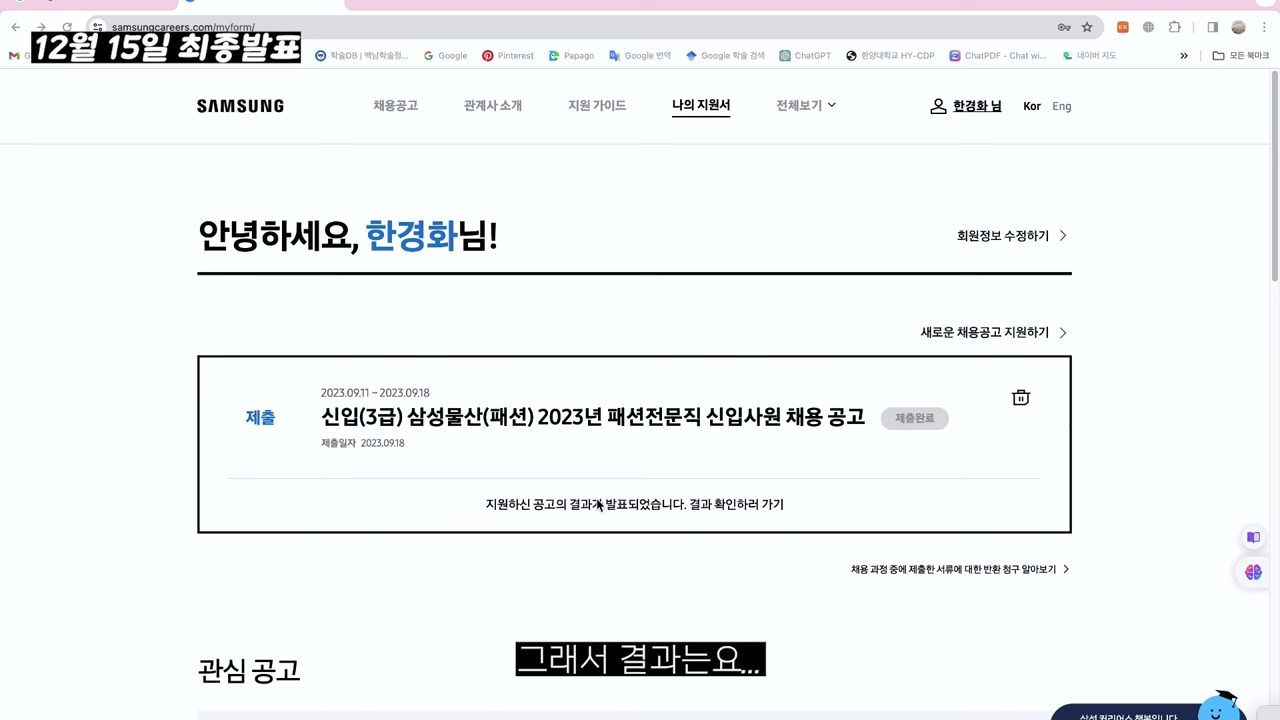 samsungcareers.com/myform/
12월 15일 최종발표
학술DB | 백남학술정...
Google
Pinterest
Papago
Google 번역
Google 학술 검색
ChatGPT
한양대학교 HY-CDP
ChatPDF - Chat wi...
네이버 지도
모든 북마크
SAMSUNG
채용공고
관계사 소개
지원 가이드
나의 지원서
전체보기
한경화 님
Kor
Eng
안녕하세요, 한경화님!
회원정보 수정하기
새로운 채용공고 지원하기
2023.09.11 ~ 2023.09.18
제출
신입(3급) 삼성물산(패션) 2023년 패션전문직 신입사원 채용 공고
제출완료
제출일자 2023.09.18
지원하신 공고의 결과가 발표되었습니다. 결과 확인하러 가기
채용 과정 중에 제출한 서류에 대한 반환 청구 알아보기
그래서 결과는요...
관심 공고